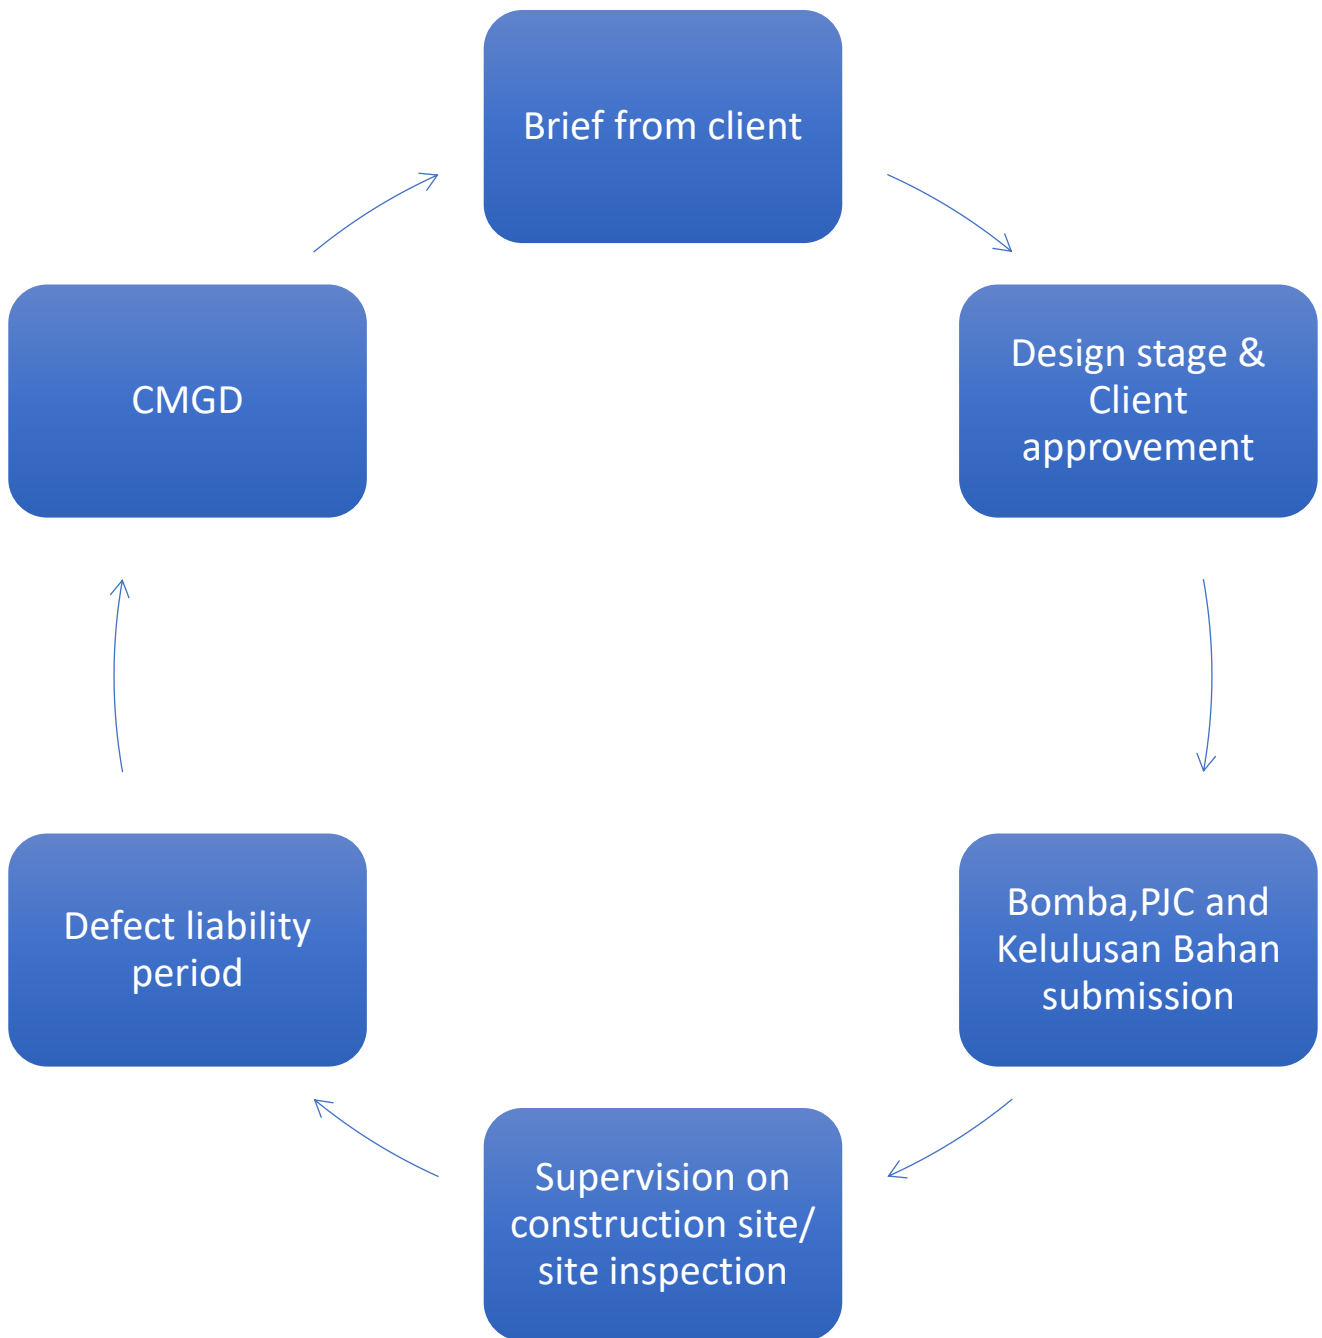 Brief from client
Design stage &
Client
approvement
Bomba,PJC and
Kelulusan Bahan
submission
Supervision on
construction site/
site inspection
Defect liability
period
CMGD